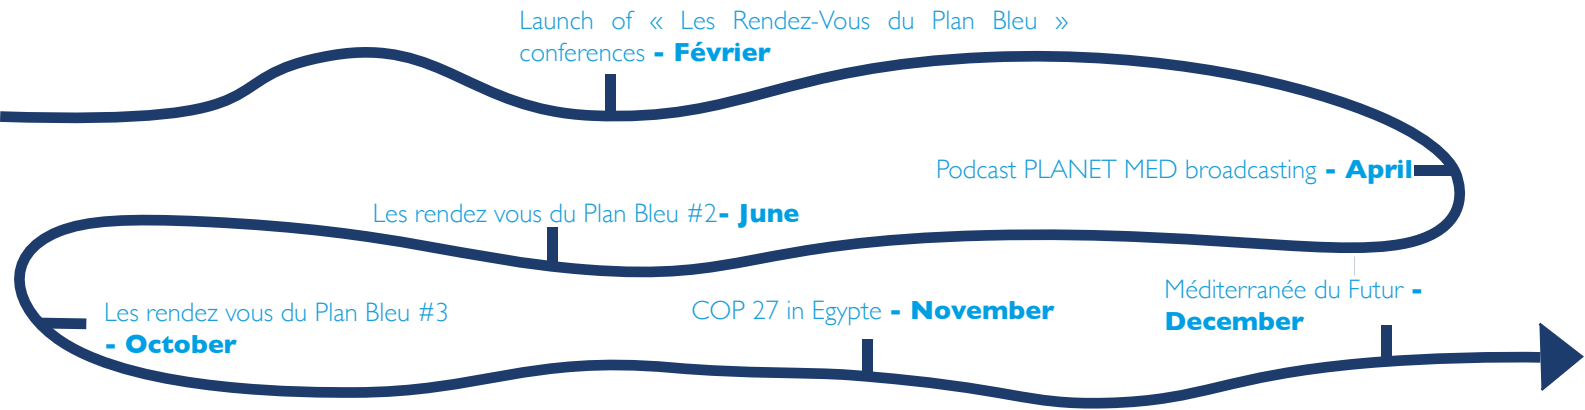 Launch of « Les Rendez-Vous du Plan Bleu »
conferences - Février
Podcast PLANET MED broadcasting - April
Les rendez vous du Plan Bleu #2- June
Méditerranée du Futur -
December
Les rendez vous du Plan Bleu #3
- October
COP 27 in Egypte - November